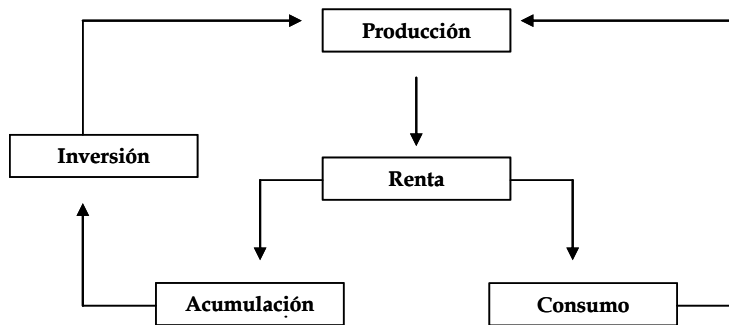 Producción
Inversión
Renta
Acumulación
Consumo